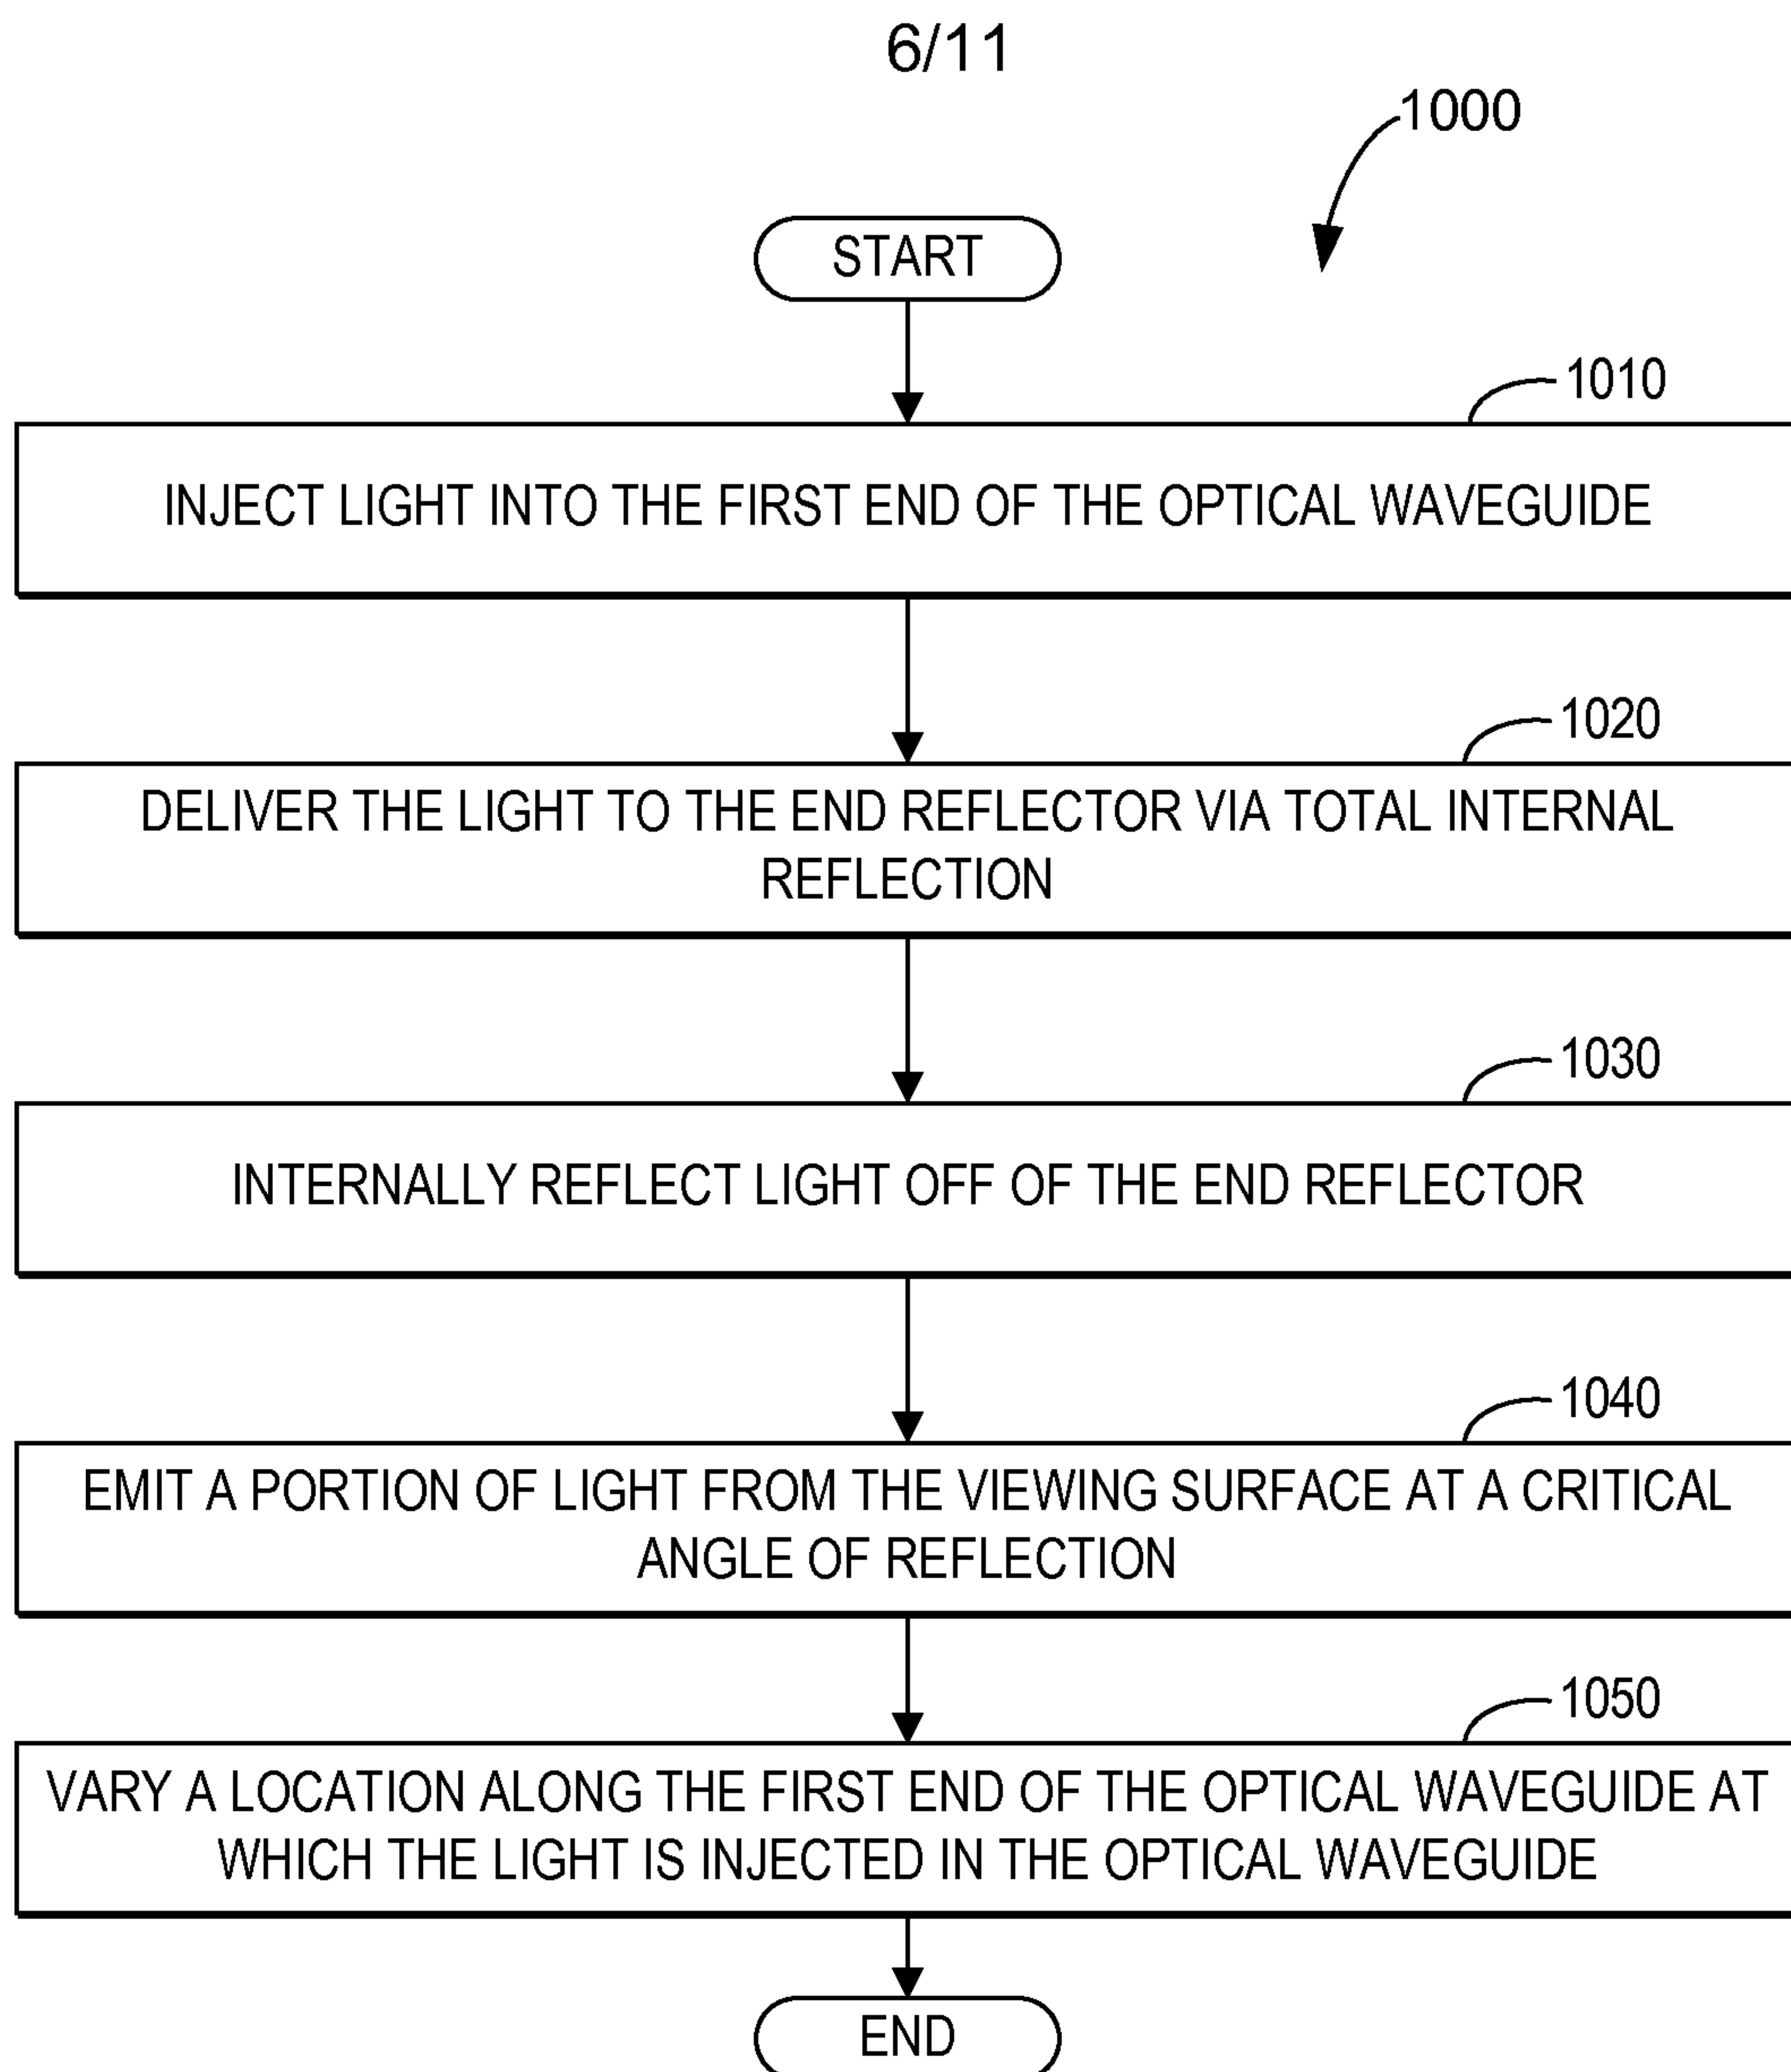 6/11
1000
START
1010
INJECT LIGHT INTO THE FIRST END OF THE OPTICAL WAVEGUIDE
1020
DELIVER THE LIGHT TO THE END REFLECTOR VIA TOTAL INTERNAL
REFLECTION
1030
INTERNALLY REFLECT LIGHT OFF OF THE END REFLECTOR
1040
EMIT A PORTION OF LIGHT FROM THE VIEWING SURFACE AT A CRITICAL
ANGLE OF REFLECTION
1050
VARY A LOCATION ALONG THE FIRST END OF THE OPTICAL WAVEGUIDE AT
WHICH THE LIGHT IS INJECTED IN THE OPTICAL WAVEGUIDE
END